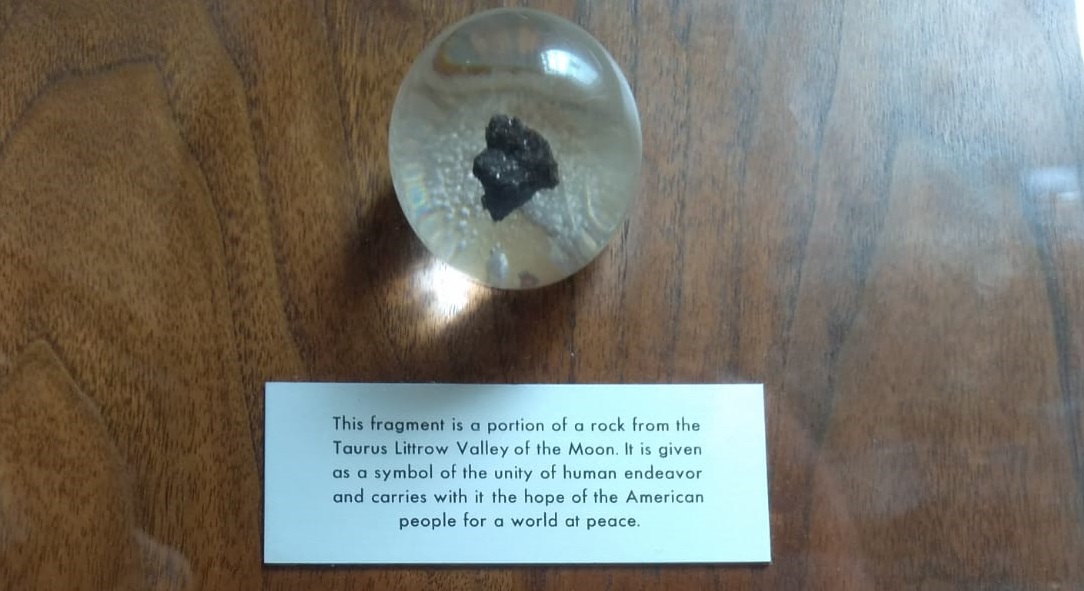 This fragment is a portion of a rock from the
Taurus Littrow Valley of the Moon. It is given
as a symbol of the unity of human endeavor
and carries with it the hope of the American
people for a world at peace.